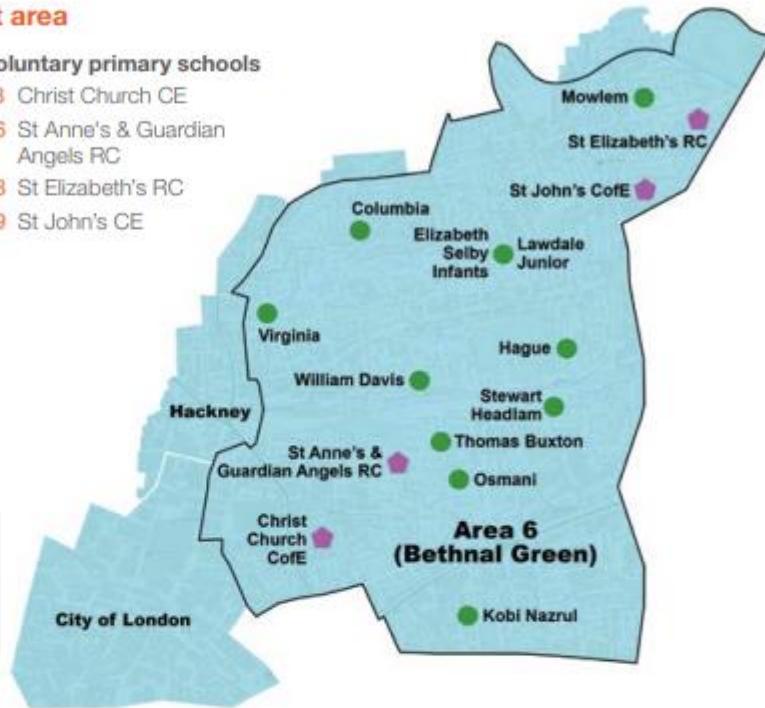 t area
oluntary primary schools
3 Christ Church CE
6 St Anne's & Guardian
Angels RC
3 St Elizabeth's RC
9 St John's CE
Mowlem
St Elizabeth's RC
St John's CofE
Columbia
Elizabeth
Selby
Infants
Lawdale
Junior
Virginia
Hague
William Davis
Stewart
Headlam
Hackney
Thomas Buxton
St Anne's &
Guardian Angels RC
Osmani
Christ
Church
CofE
Area 6
(Bethnal Green)
City of London
Kobi Nazrul